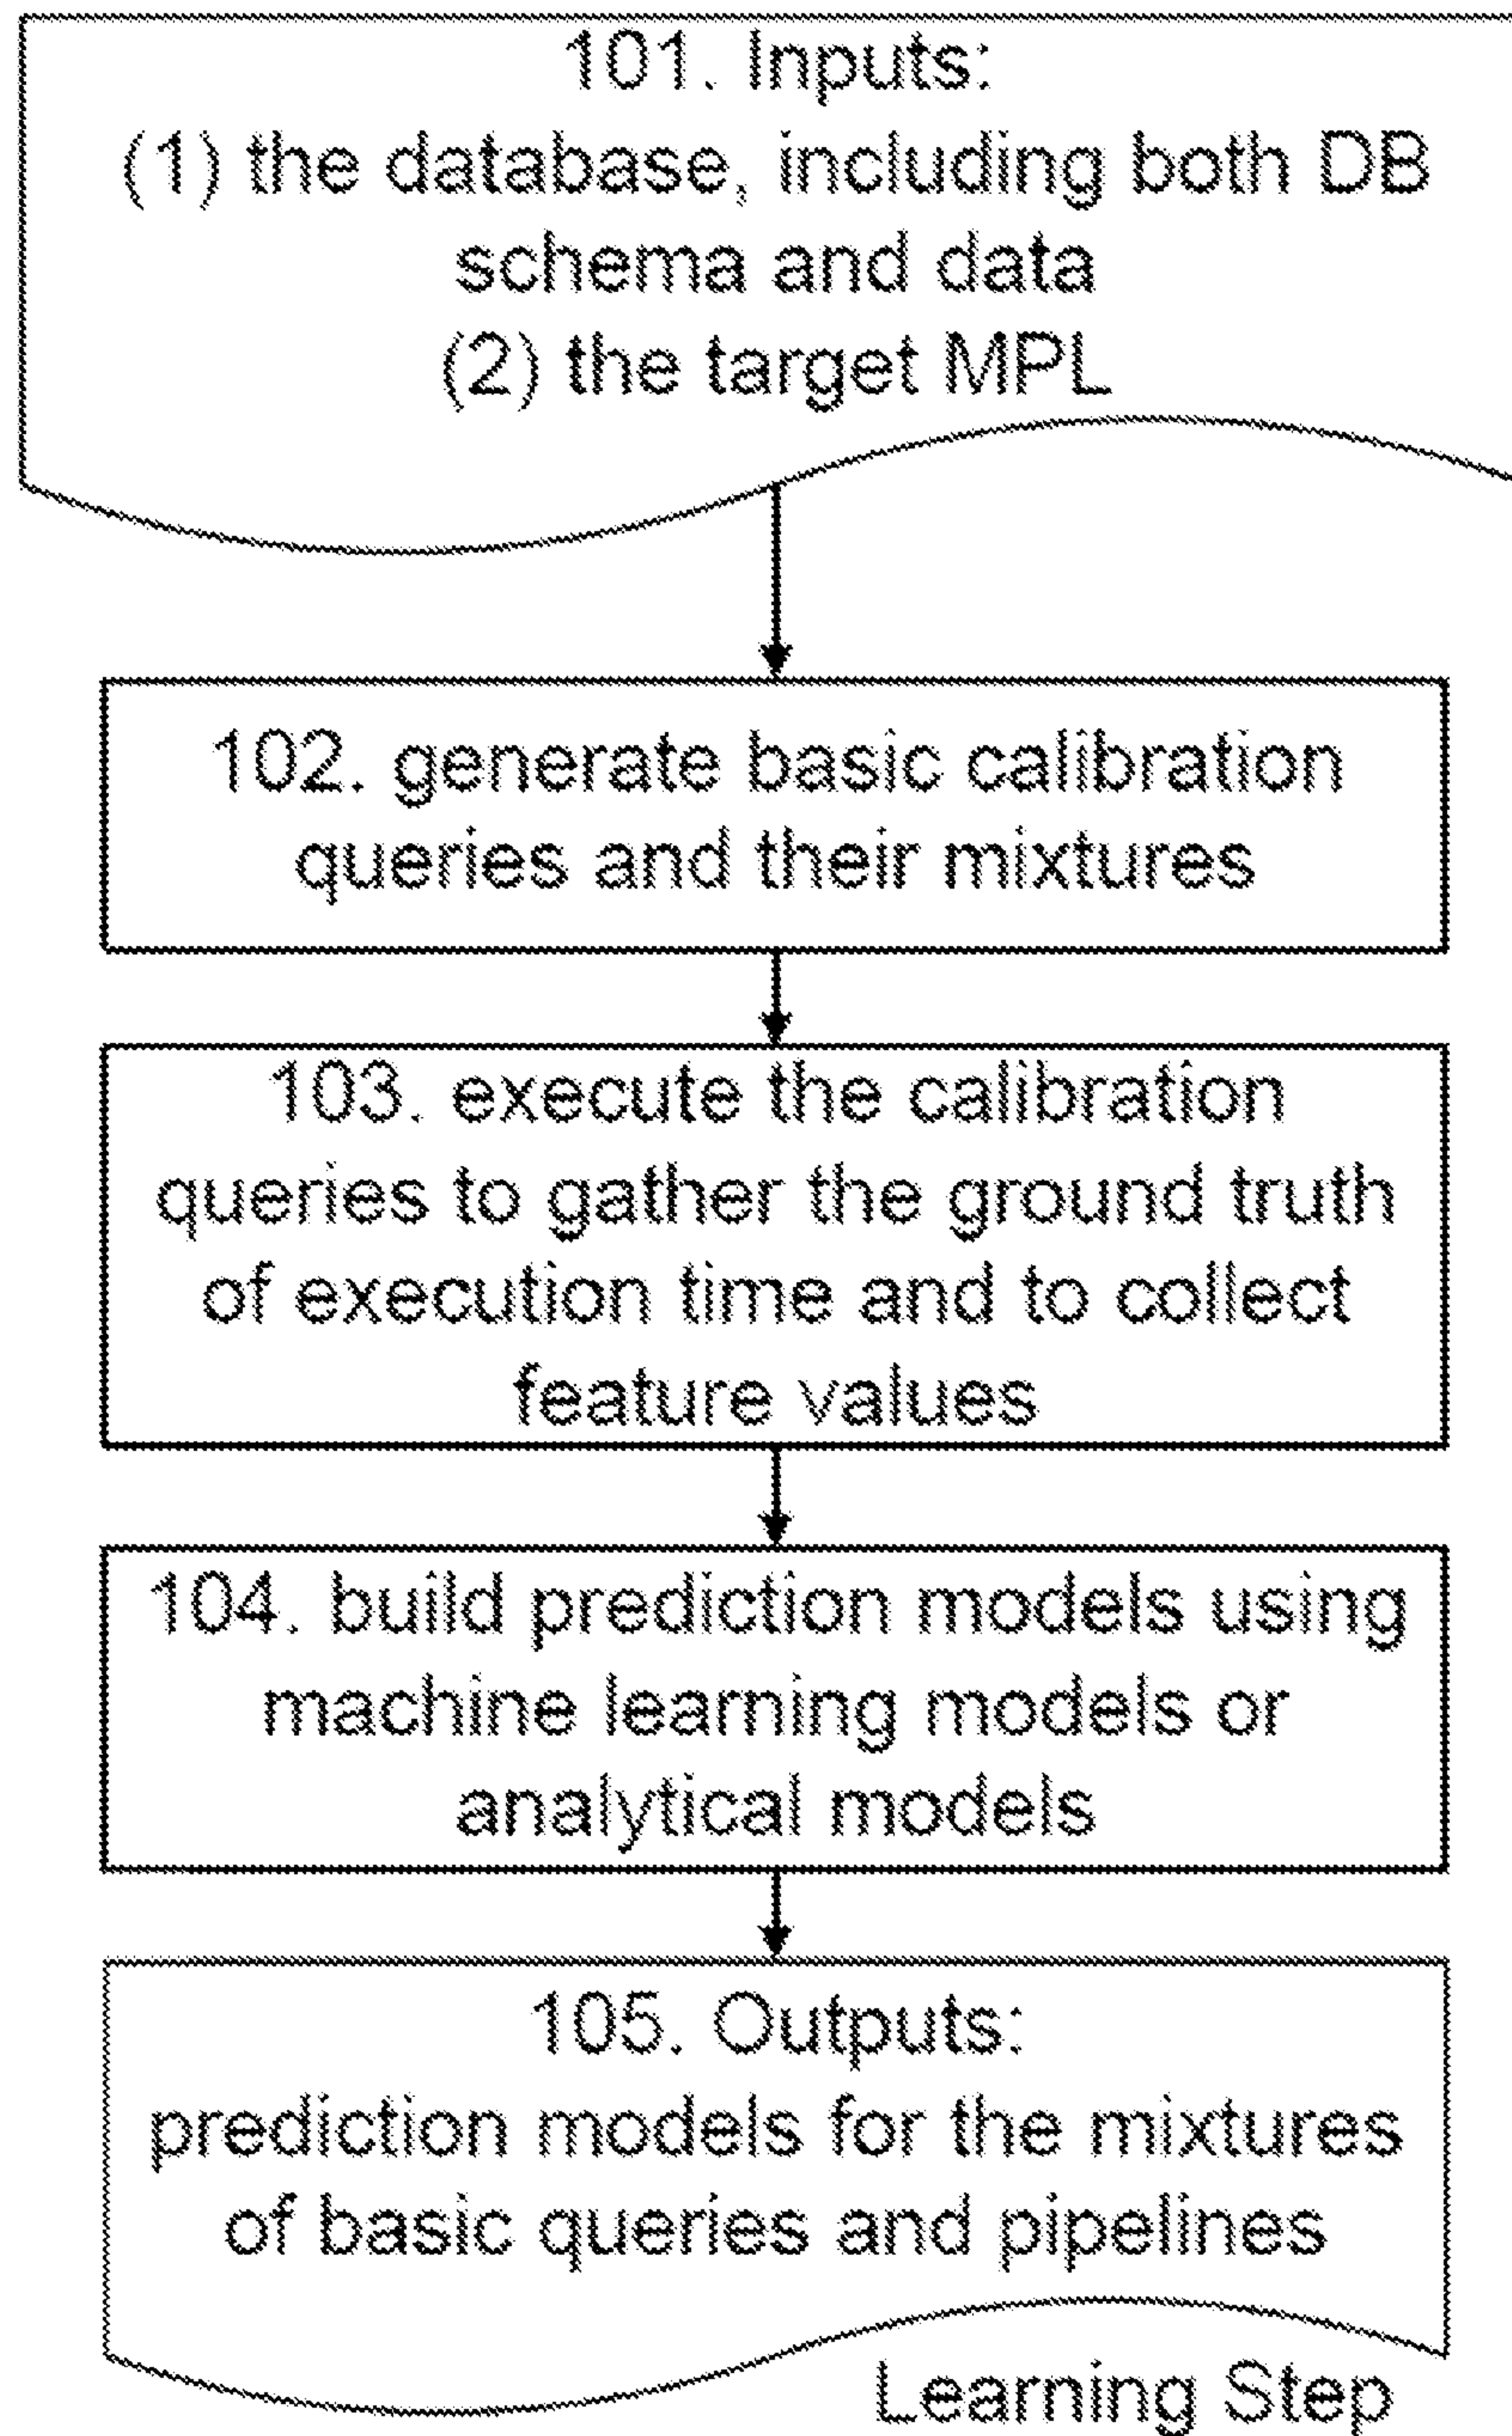 101. Inputs:
(1) the database, including both DB
schema and data
(2) the target MPL
102. generate basic calibration
queries and their mixtures
103. execute the calibration
queries to gather the ground truth
of execution time and to collect
feature values
104. build prediction models using
machine learning models or
analytical models
105. Outputs:
prediction models for the mixtures
of basic queries and pipelines
Learning Step